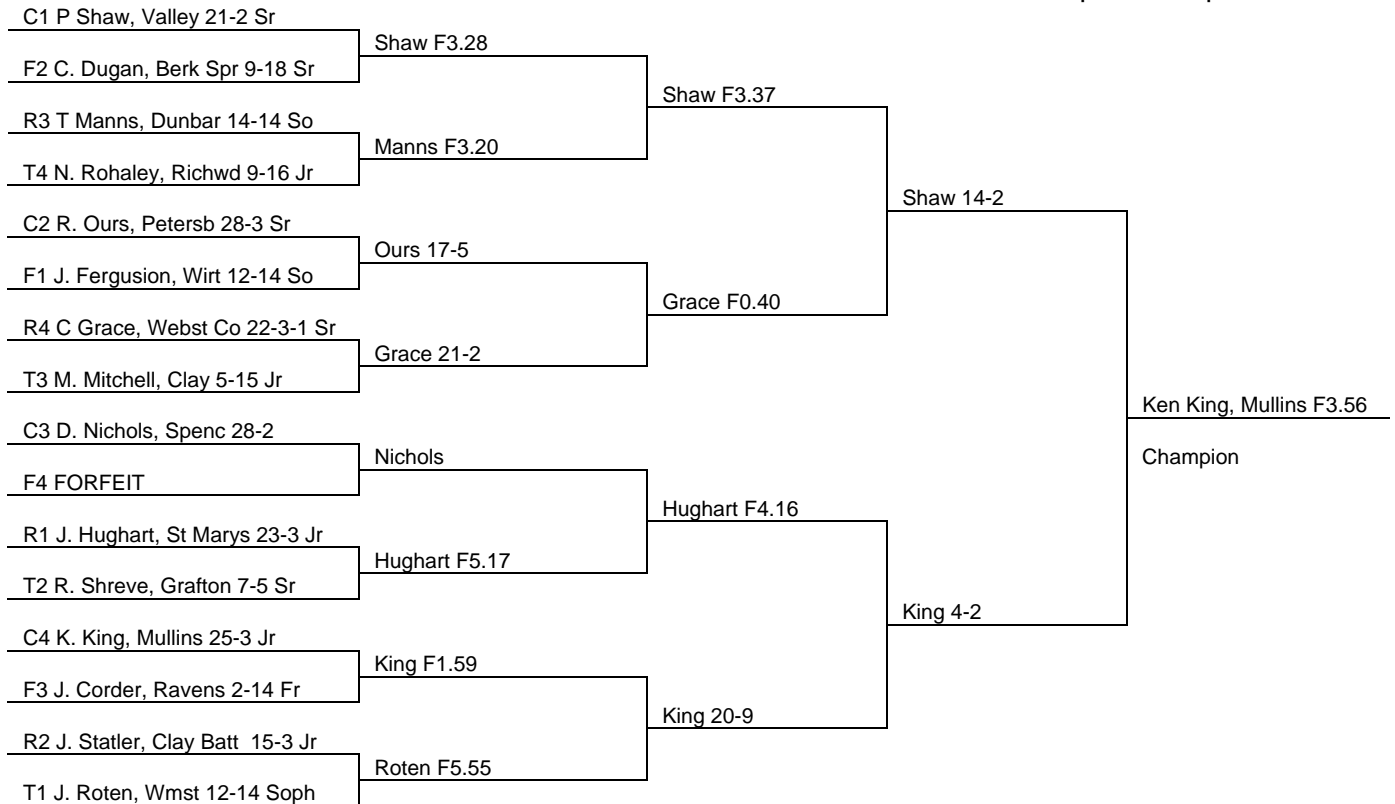 C1 P Shaw, Valley 21-2 Sr
F2 C. Dugan, Berk Spr 9-18 Sr
R3 T Manns, Dunbar 14-14 So
T4 N. Rohaley, Richwd 9-16 Jr
C2 R. Ours, Petersb 28-3 Sr
F1 J. Fergusion, Wirt 12-14 So
R4 C Grace, Webst Co 22-3-1 Sr
T3 M. Mitchell, Clay 5-15 Jr
C3 D. Nichols, Spenc 28-2
F4 FORFEIT
R1 J. Hughart, St Marys 23-3 Jr
T2 R. Shreve, Grafton 7-5 Sr
C4 K. King, Mullins 25-3 Jr
F3 J. Corder, Ravens 2-14 Fr
R2 J. Statler, Clay Batt 15-3 Jr
T1 J. Roten, Wmst 12-14 Soph
Shaw F3.28
Manns F3.20
Ours 17-5
Grace 21-2
Nichols
Hughart F5.17
King F1.59
Roten F5.55
Shaw F3.37
Grace F0.40
Hughart F4.16
King 20-9
Shaw 14-2
King 4-2
Ken King, Mullins F3.56
Champion